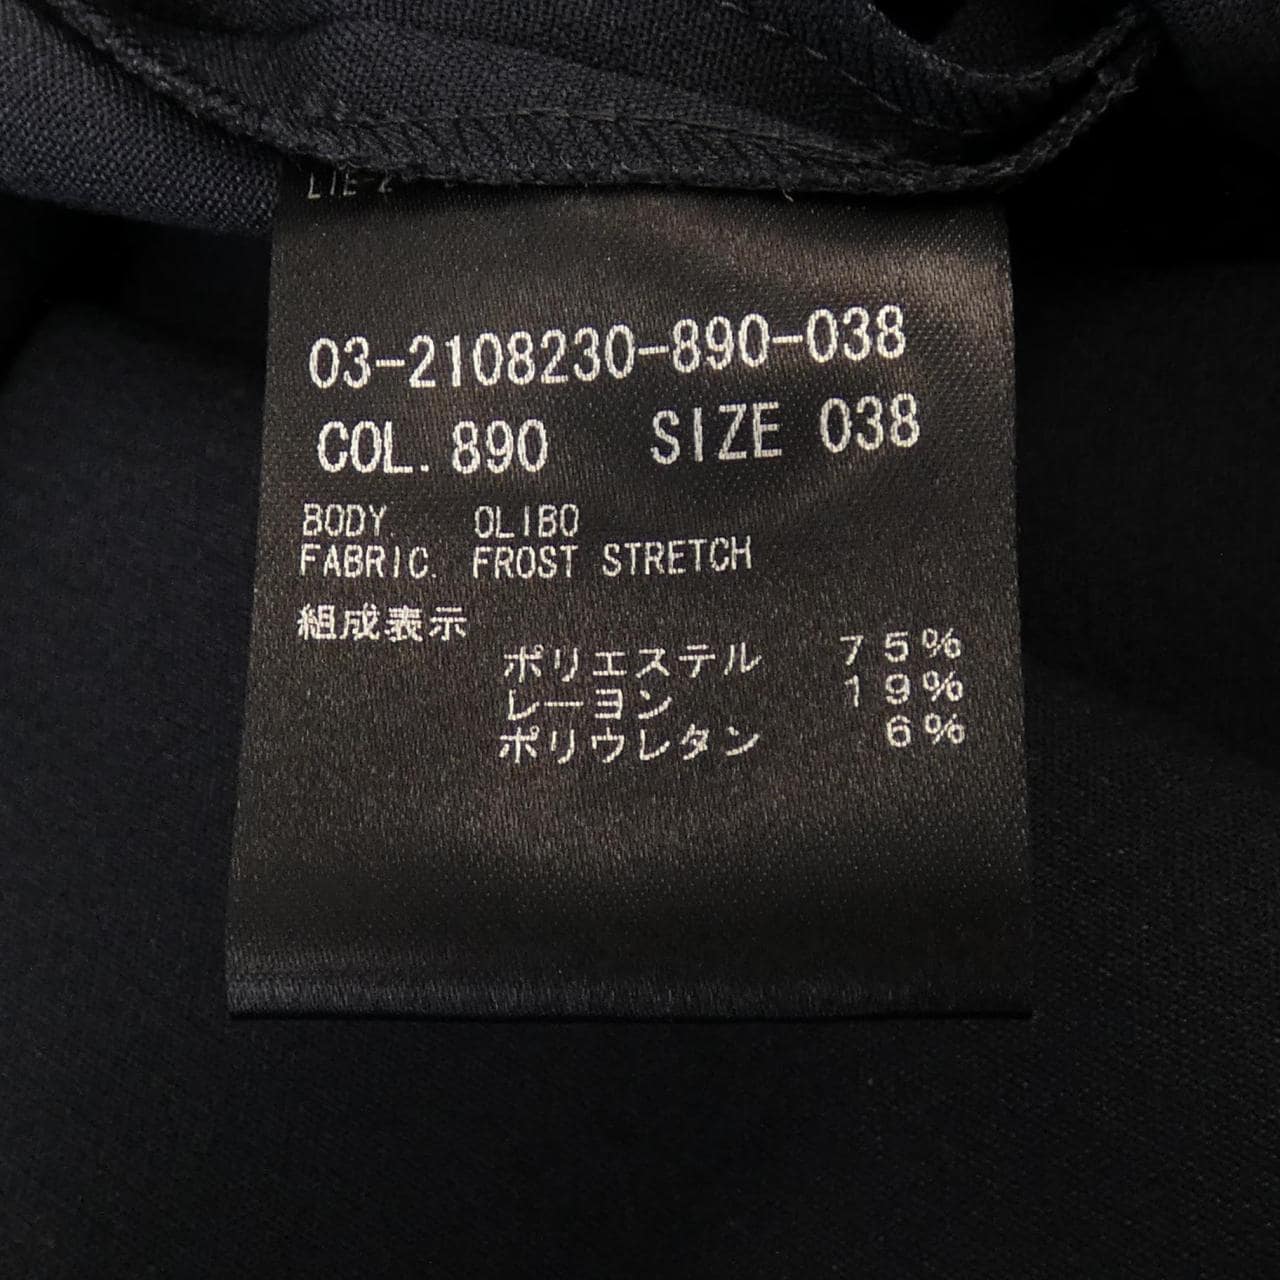 03-2108230-890-038
COL. 890 SIZE 038
BODY. OLIBO
FABRIC. FROST STRETCH
組成表示
ポリエステル 75%
レーヨン 19%
ポリウレタン 6%